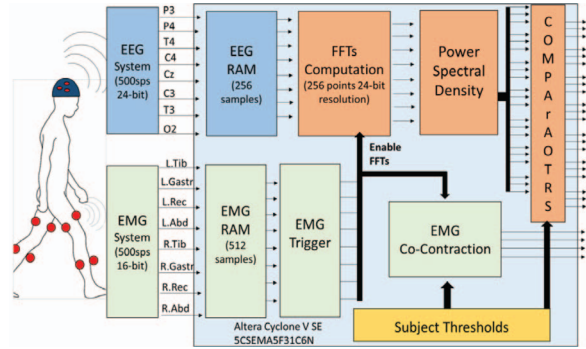 EEG
System
(500sps
24-bit)
P3
P4
T4
C4
Cz
C3
T3
O2
EEG
RAM
(256
samples)
FFTs
Computation
(256 points 24-bit
resolution)
Power
Spectral
Density
COMPArAOTRS
Enable
FFTs
EMG
System
(500sps
16-bit)
L.Tib
L.Gastr
L.Rec
L.Abd
R.Tib
R.Gastr
R.Rec
R.Abd
EMG
RAM
(512
samples)
EMG
Trigger
EMG
Co-Contraction
Subject Thresholds
Altera Cyclone V SE
5CSEMA5F31C6N